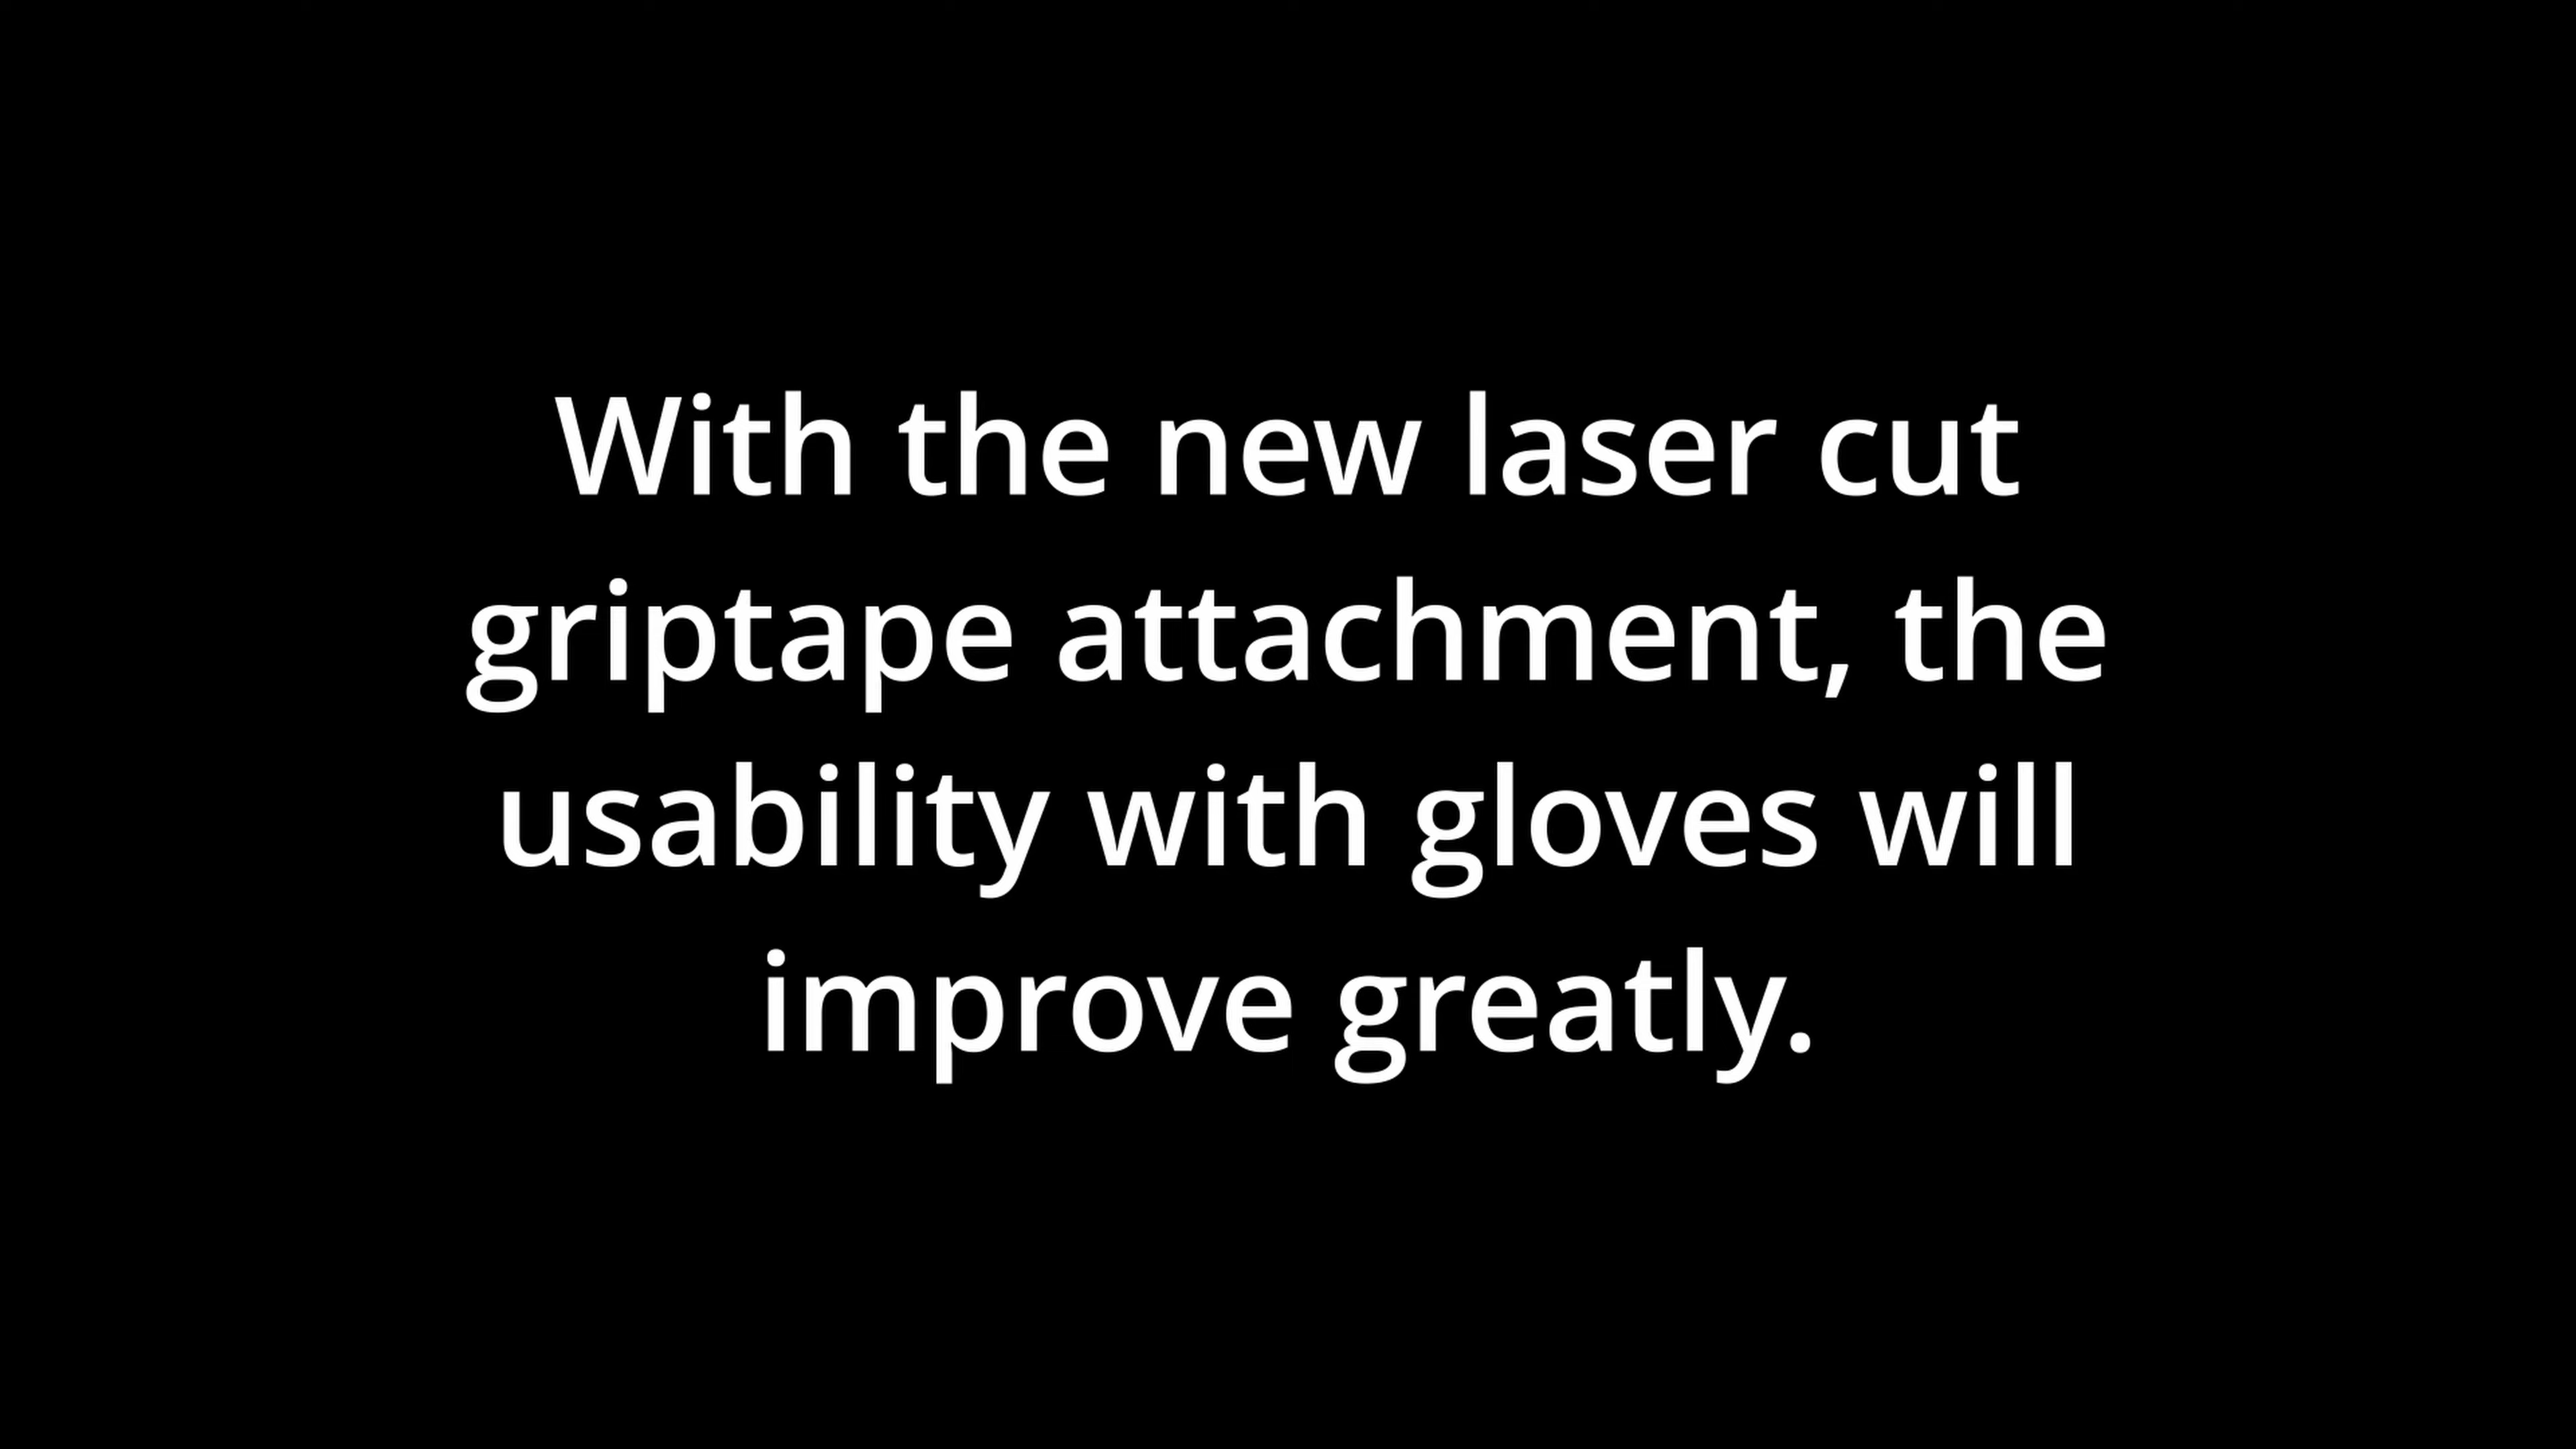 With the new laser cut
griptape attachment, the
usability with gloves will
improve greatly.